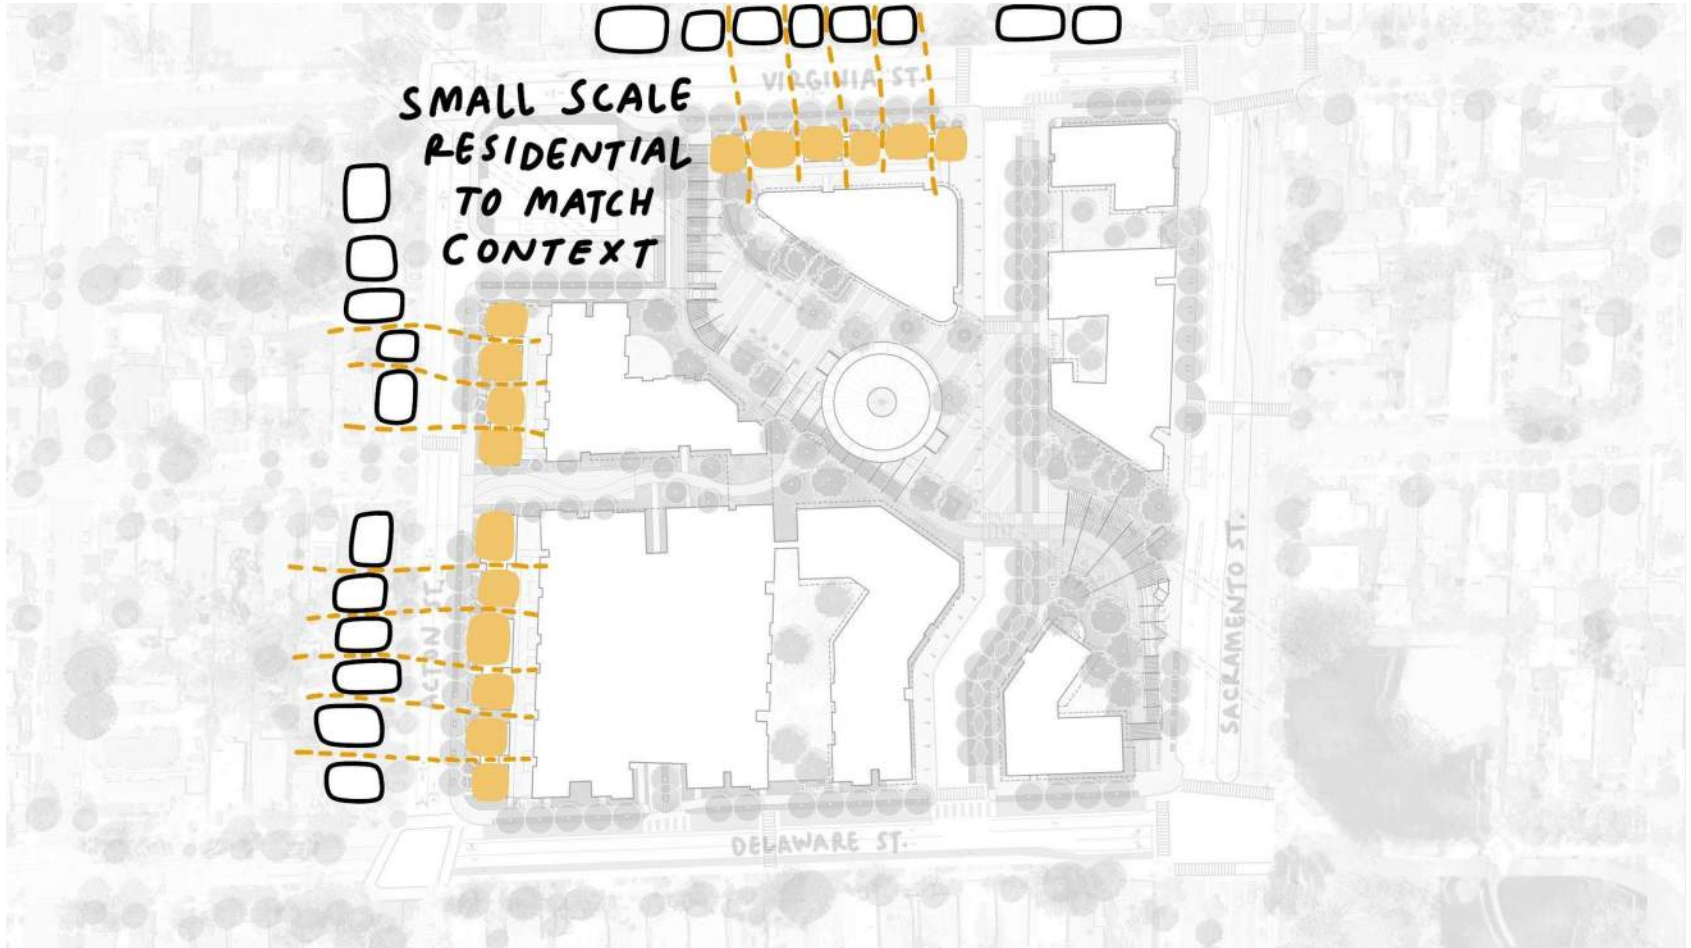 VIRGINIA ST.
SMALL SCALE
RESIDENTIAL
TO MATCH
CONTEXT
ACTON ST.
SACRAMENTO ST.
DELAWARE ST.